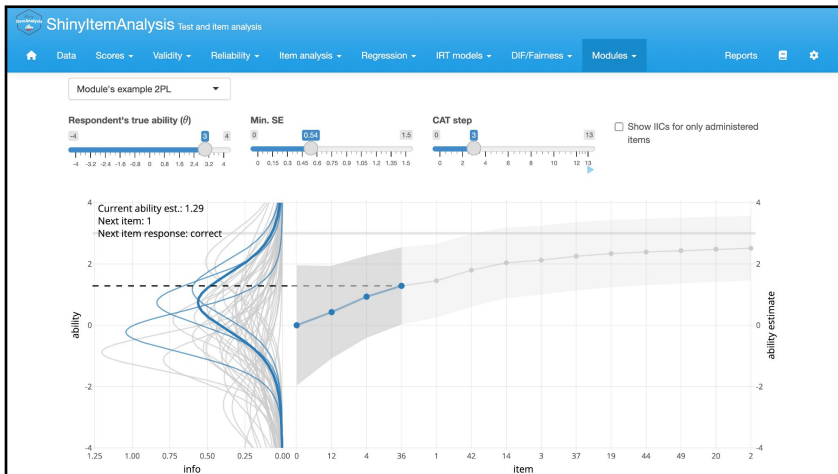 ShinyItemAnalysis Test and item analysis
Data Scores Validity Reliability Item analysis Regression IRT models DIF/Fairness Modules Reports
Module's example 2PL
Respondent's true ability (θ) Min. SE CAT step
-4 3 4 0 0.54 1.5 0 3 13
Show IICs for only administered
items
-4 -3.2 -2.4 -1.6 -0.8 0 0.8 1.6 2.4 3.2 4 0 0.15 0.3 0.45 0.6 0.75 0.9 1.05 1.2 1.35 1.5 0 2 4 6 8 10 12 13
Current ability est.: 1.29
Next item: 1
Next item response: correct
4 4
2 2
0 0
-2 -2
-4 -4
ability
ability estimate
1.25 1.00 0.75 0.50 0.25 0.00 0 12 4 36 1 42 14 3 37 19 44 49 20 2
info item